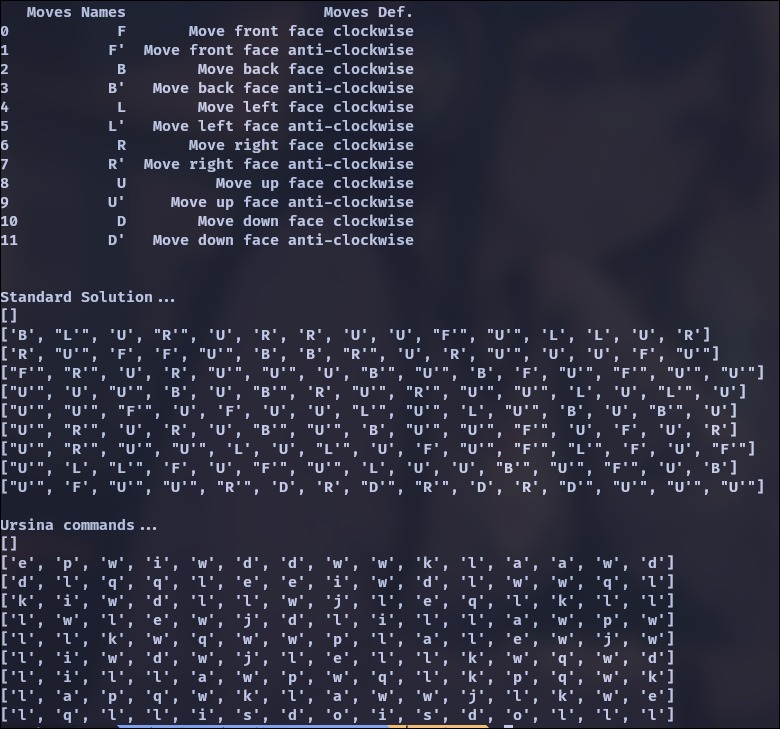 Moves Names Moves Def.
0 F Move front face clockwise
1 F' Move front face anti-clockwise
2 B Move back face clockwise
3 B' Move back face anti-clockwise
4 L Move left face clockwise
5 L' Move left face anti-clockwise
6 R Move right face clockwise
7 R' Move right face anti-clockwise
8 U Move up face clockwise
9 U' Move up face anti-clockwise
10 D Move down face clockwise
11 D' Move down face anti-clockwise
Standard Solution...
[]
['B', "L'", 'U', "R'", 'U', 'R', 'R', 'U', 'U', "F'", "U'", 'L', 'L', 'U', 'R']
['R', "U'", 'F', 'F', "U'", 'B', 'B', "R'", 'U', 'R', "U'", 'U', 'U', 'F', "U'"]
["F'", "R'", 'U', 'R', "U'", "U'", 'U', "B'", "U'", 'B', 'F', "U'", "F'", "U'", "U'"]
["U'", 'U', "U'", 'B', 'U', "B'", 'R', "U'", "R'", "U'", "U'", 'L', 'U', "L'", 'U']
["U'", "U'", "F'", 'U', 'F', 'U', 'U', "L'", "U'", 'L', "U'", 'B', 'U', "B'", 'U']
["U'", "R'", 'U', 'R', 'U', "B'", "U'", 'B', "U'", "U'", "F'", 'U', 'F', 'U', 'R']
["U'", "R'", "U'", "U'", 'L', 'U', "L'", 'U', 'F', "U'", "F'", "L'", 'F', 'U', "F'"]
["U'", 'L', "L'", 'F', 'U', "F'", "U'", 'L', 'U', 'U', "B'", "U'", "F'", 'U', 'B']
["U'", 'F', "U'", "U'", "R'", 'D', 'R', "D'", "R'", 'D', 'R', "D'", "U'", "U'", "U'"]
Ursina commands...
[]
['e', 'p', 'w', 'i', 'w', 'd', 'd', 'w', 'w', 'k', 'l', 'a', 'a', 'w', 'd']
['d', 'l', 'q', 'q', 'l', 'e', 'e', 'i', 'w', 'd', 'l', 'w', 'w', 'q', 'l']
['k', 'i', 'w', 'd', 'l', 'l', 'w', 'j', 'l', 'e', 'q', 'l', 'k', 'l', 'l']
['l', 'w', 'l', 'e', 'w', 'j', 'd', 'l', 'i', 'l', 'l', 'a', 'w', 'p', 'w']
['l', 'l', 'k', 'w', 'q', 'w', 'w', 'p', 'l', 'a', 'l', 'e', 'w', 'j', 'w']
['l', 'i', 'w', 'd', 'w', 'j', 'l', 'e', 'l', 'l', 'k', 'w', 'q', 'w', 'd']
['l', 'i', 'l', 'l', 'a', 'w', 'p', 'w', 'q', 'l', 'k', 'p', 'q', 'w', 'k']
['l', 'a', 'p', 'q', 'w', 'k', 'l', 'a', 'w', 'w', 'j', 'l', 'k', 'w', 'e']
['l', 'q', 'l', 'l', 'i', 's', 'd', 'o', 'i', 's', 'd', 'o', 'l', 'l', 'l']